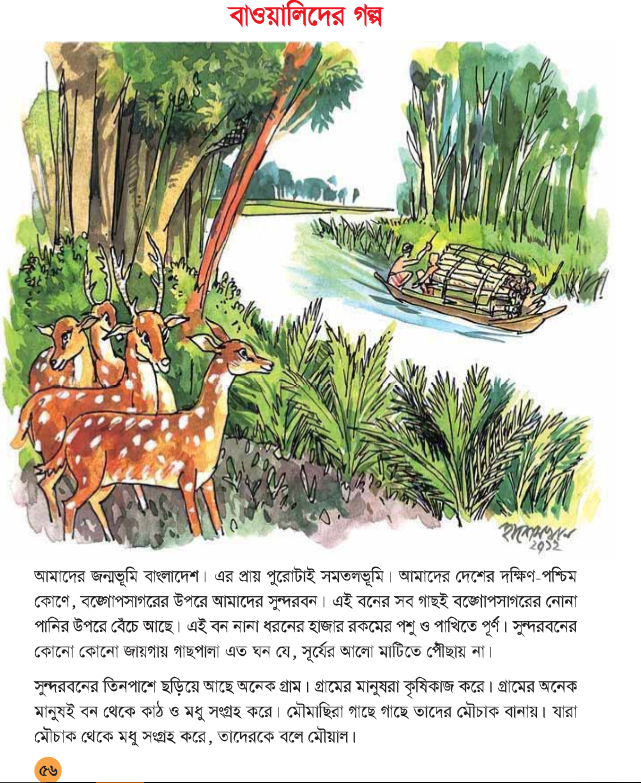 বাওয়ালিদের গল্প
হাশেম খান
২০১২
আমাদের জন্মভূমি বাংলাদেশ। এর প্রায় পুরোটাই সমতলভূমি। আমাদের দেশের দক্ষিণ-পশ্চিম
কোণে, বঙ্গোপসাগরের উপরে আমাদের সুন্দরবন। এই বনের সব গাছই বঙ্গোপসাগরের নোনা
পানির উপরে বেঁচে আছে। এই বন নানা ধরনের হাজার রকমের পশু ও পাখিতে পূর্ণ। সুন্দরবনের
কোনো কোনো জায়গায় গাছপালা এত ঘন যে, সূর্যের আলো মাটিতে পৌঁছায় না।
সুন্দরবনের তিনপাশে ছড়িয়ে আছে অনেক গ্রাম। গ্রামের মানুষরা কৃষিকাজ করে। গ্রামের অনেক
মানুষই বন থেকে কাঠ ও মধু সংগ্রহ করে। মৌমাছিরা গাছে গাছে তাদের মৌচাক বানায়। যারা
মৌচাক থেকে মধু সংগ্রহ করে, তাদেরকে বলে মৌয়াল।
৫৬